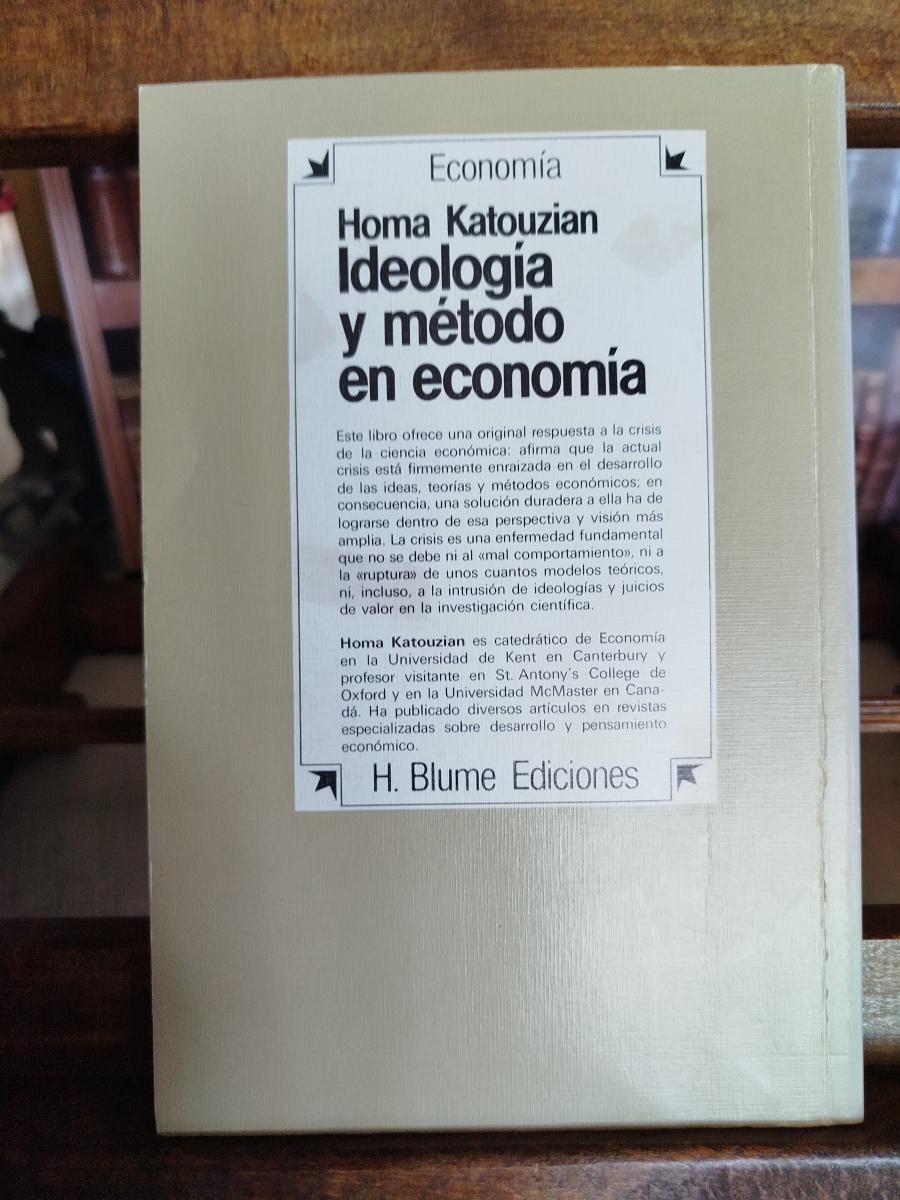 Economía
Homa Katouzian
Ideología
y método
en economía
Este libro ofrece una original respuesta a la crisis
de la ciencia económica: afirma que la actual
crisis está firmemente enraizada en el desarrollo
de las ideas, teorías y métodos económicos; en
consecuencia, una solución duradera a ella ha de
lograrse dentro de esa perspectiva y visión más
amplia. La crisis es una enfermedad fundamental
que no se debe ni al «mal comportamiento», ni a
la «ruptura» de unos cuantos modelos teóricos,
ni, incluso, a la intrusión de ideologías y juicios
de valor en la investigación científica.
Homa Katouzian es catedrático de Economía
en la Universidad de Kent en Canterbury y
profesor visitante en St. Antony's College de
Oxford y en la Universidad McMaster en Cana-
dá. Ha publicado diversos artículos en revistas
especializadas sobre desarrollo y pensamiento
económico.
H. Blume Ediciones